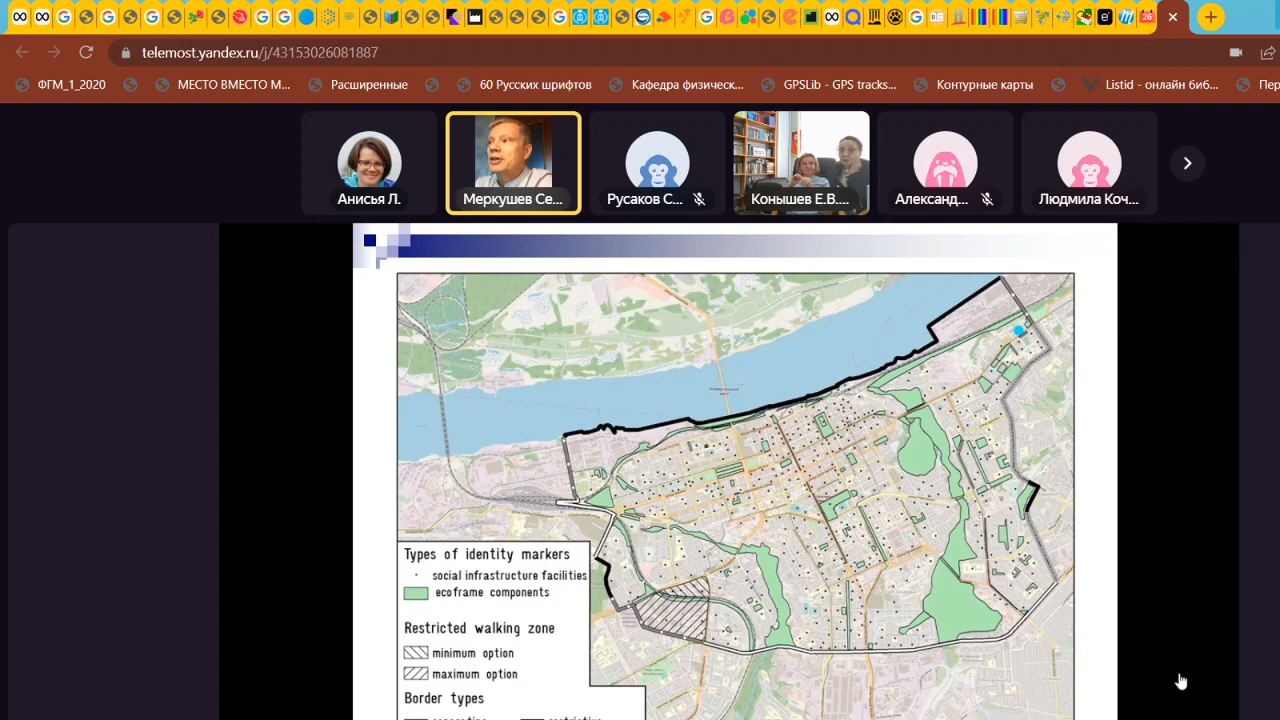 26
telemost.yandex.ru/j/43153026081887
ФГМ_1_2020
МЕСТО ВМЕСТО М...
Расширенные
60 Русских шрифтов
Кафедра физическ...
GPSLib - GPS tracks...
Контурные карты
Listid - онлайн биб...
Пер
Анисья Л.
Меркушев Се...
Русаков С...
Конышев Е.В....
Александ...
Людмила Коч...
Types of identity markers
social infrastructure facilities
ecoframe components
Restricted walking zone
minimum option
maximum option
Border types